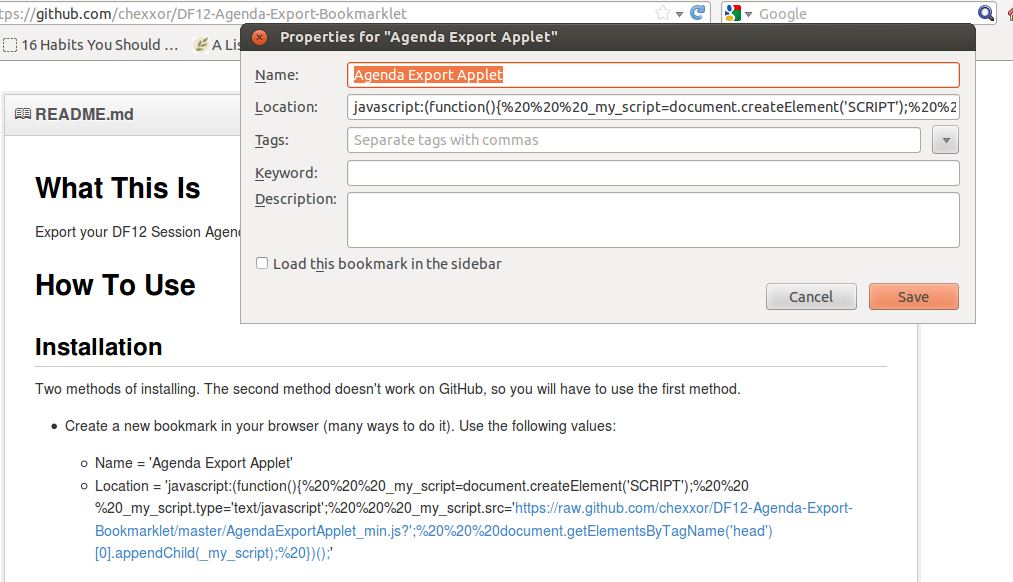 tps://github.com/chexxor/DF12-Agenda-Export-Bookmarklet
Google
16 Habits You Should ...
A Lis
Properties for "Agenda Export Applet"
Name:
Agenda Export Applet
Location:
javascript:(function(){%20%20%20_my_script=document.createElement('SCRIPT');%20%2
Tags:
Separate tags with commas
Keyword:
Description:
Load this bookmark in the sidebar
Cancel
Save
README.md
What This Is
Export your DF12 Session Agend
How To Use
Installation
Two methods of installing. The second method doesn't work on GitHub, so you will have to use the first method.
Create a new bookmark in your browser (many ways to do it). Use the following values:
Name = 'Agenda Export Applet'
Location = 'javascript:(function(){%20%20%20_my_script=document.createElement('SCRIPT');%20%20
%20_my_script.type='text/javascript';%20%20%20_my_script.src='https://raw.github.com/chexxor/DF12-Agenda-Export-
Bookmarklet/master/AgendaExportApplet_min.js?';%20%20%20document.getElementsByTagName('head')
[0].appendChild(_my_script);%20})();'